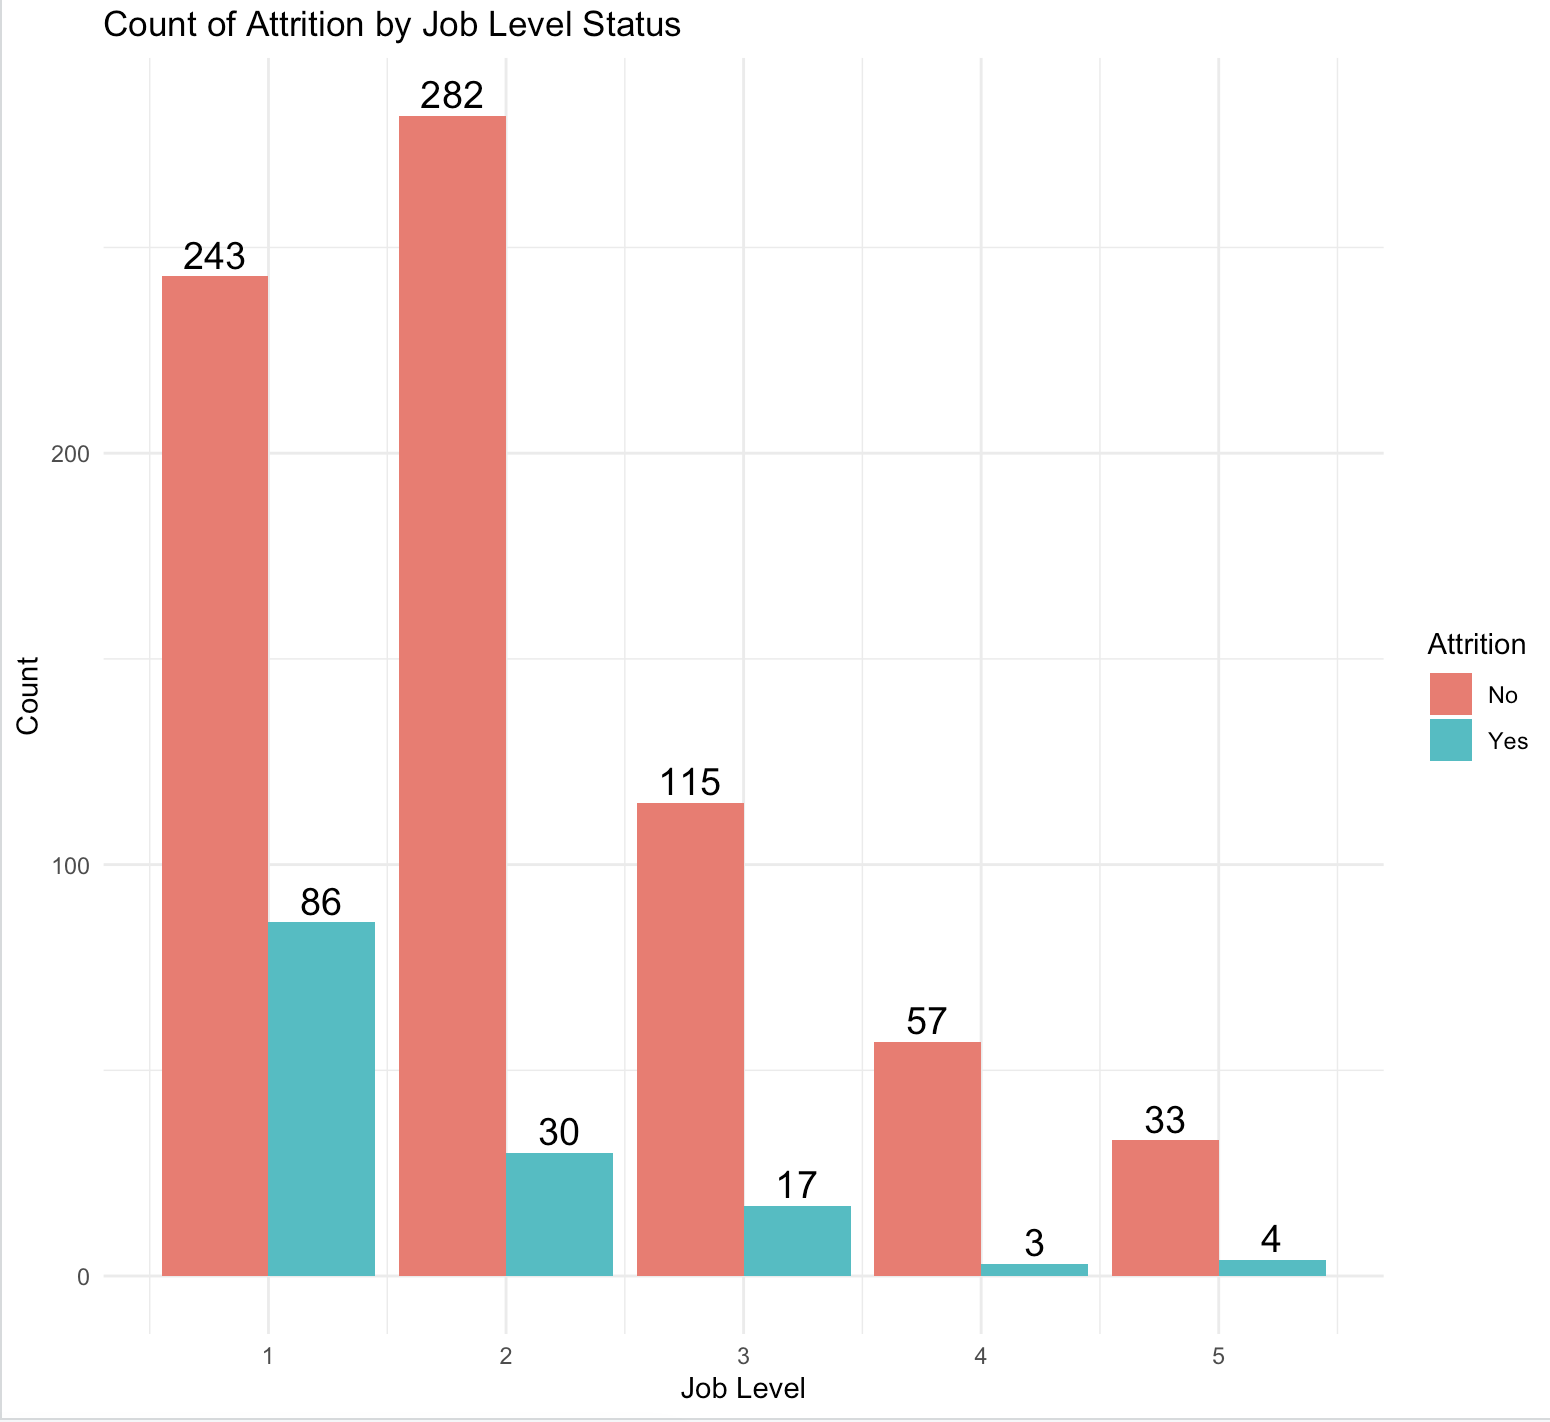 Count of Attrition by Job Level Status
282
243
200
115
100
86
57
33
30
17
3
4
0
Count
1 2 3 4 5
Job Level
Attrition
No
Yes